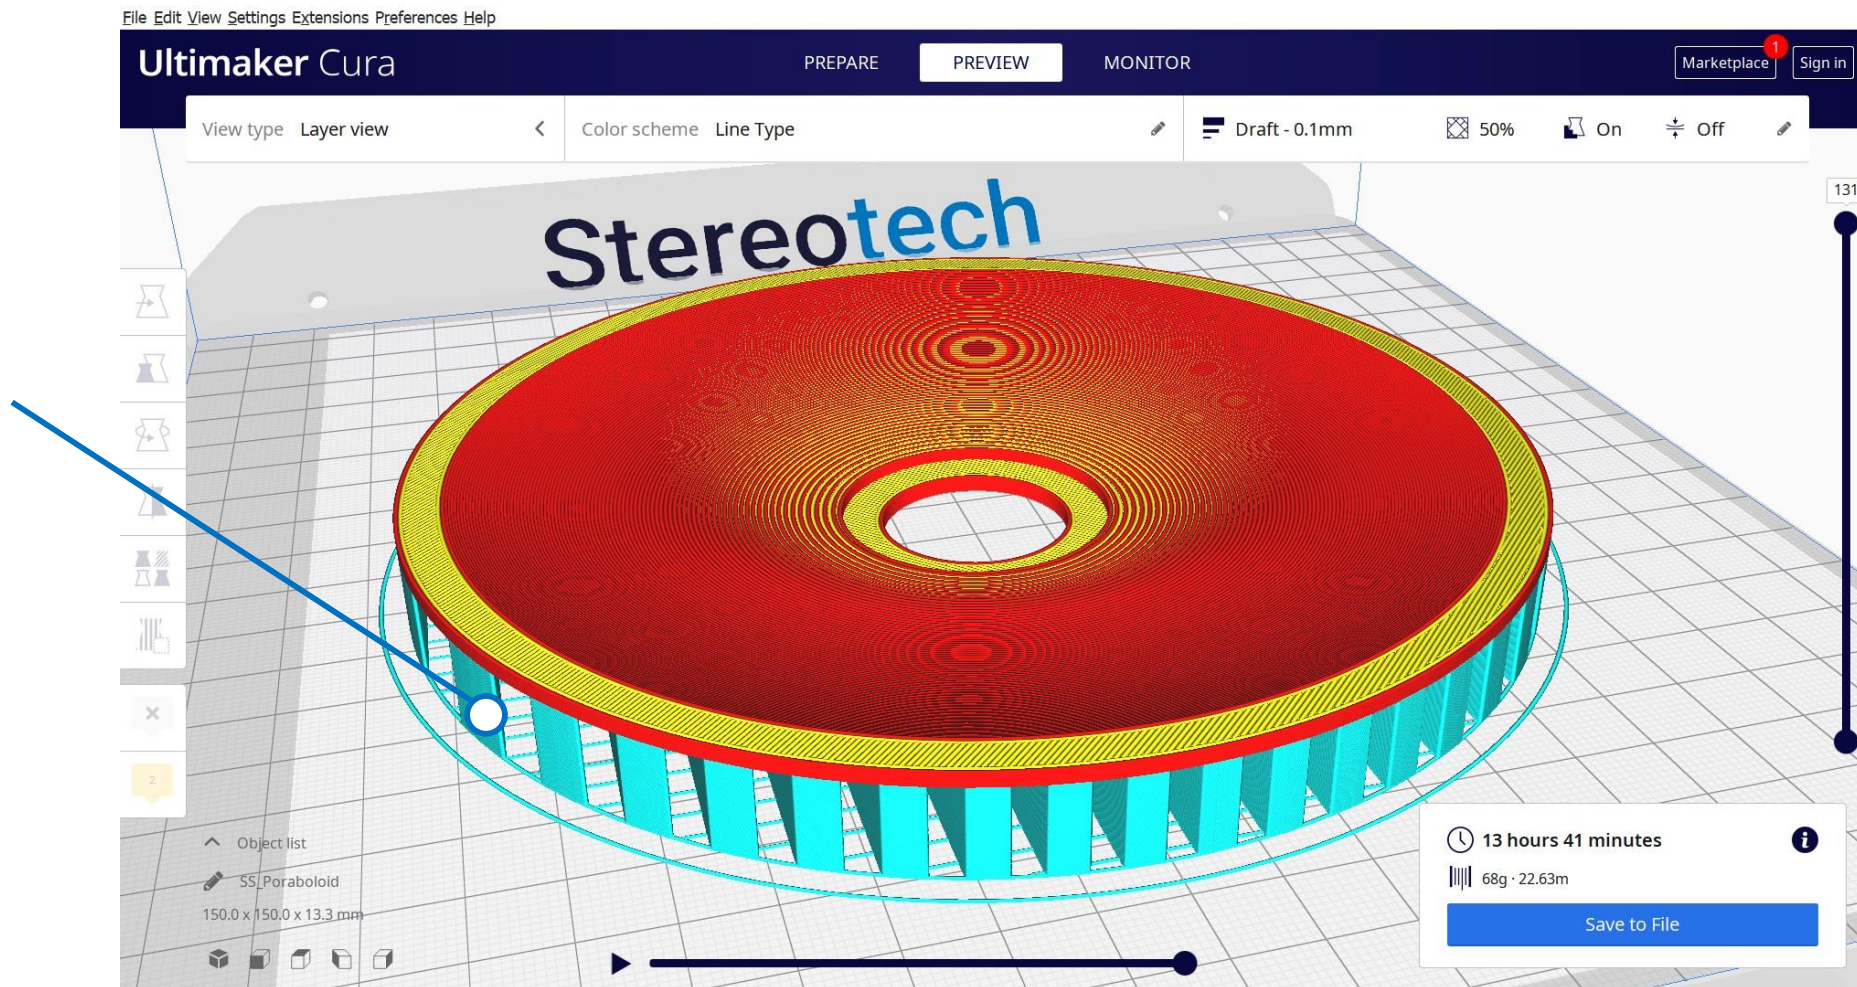 File Edit View Settings Extensions Preferences Help
Ultimaker Cura
PREPARE
PREVIEW
MONITOR
Marketplace
1
Sign in
View type Layer view
Color scheme Line Type
Draft - 0.1mm
50%
On
Off
Stereotech
131
2
Object list
SS_Poraboloid
150.0 x 150.0 x 13.3 mm
13 hours 41 minutes
68g · 22.63m
Save to File